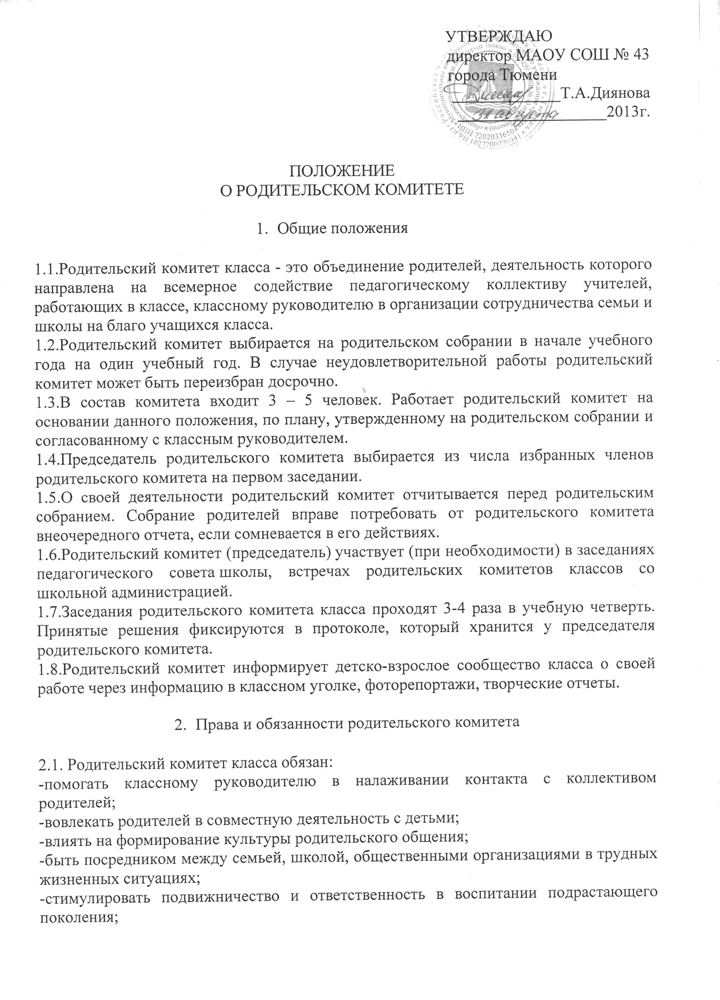 УТВЕРЖДАЮ
директор МАОУ СОШ № 43
города Тюмени
Т.А.Диянова
31 августа 2013г.
ИНН 7202033650
ОГРН 1027200796941
ПОЛОЖЕНИЕ
О РОДИТЕЛЬСКОМ КОМИТЕТЕ
1. Общие положения
1.1.Родительский комитет класса - это объединение родителей, деятельность которого
направлена на всемерное содействие педагогическому коллективу учителей,
работающих в классе, классному руководителю в организации сотрудничества семьи и
школы на благо учащихся класса.
1.2.Родительский комитет выбирается на родительском собрании в начале учебного
года на один учебный год. В случае неудовлетворительной работы родительский
комитет может быть переизбран досрочно.
1.3.В состав комитета входит 3 – 5 человек. Работает родительский комитет на
основании данного положения, по плану, утвержденному на родительском собрании и
согласованному с классным руководителем.
1.4.Председатель родительского комитета выбирается из числа избранных членов
родительского комитета на первом заседании.
1.5.О своей деятельности родительский комитет отчитывается перед родительским
собранием. Собрание родителей вправе потребовать от родительского комитета
внеочередного отчета, если сомневается в его действиях.
1.6.Родительский комитет (председатель) участвует (при необходимости) в заседаниях
педагогического совета школы, встречах родительских комитетов классов со
школьной администрацией.
1.7.Заседания родительского комитета класса проходят 3-4 раза в учебную четверть.
Принятые решения фиксируются в протоколе, который хранится у председателя
родительского комитета.
1.8.Родительский комитет информирует детско-взрослое сообщество класса о своей
работе через информацию в классном уголке, фоторепортажи, творческие отчеты.
2. Права и обязанности родительского комитета
2.1. Родительский комитет класса обязан:
-помогать классному руководителю в налаживании контакта с коллективом
родителей;
-вовлекать родителей в совместную деятельность с детьми;
-влиять на формирование культуры родительского общения;
-быть посредником между семьей, школой, общественными организациями в трудных
жизненных ситуациях;
-стимулировать подвижничество и ответственность в воспитании подрастающего
поколения;